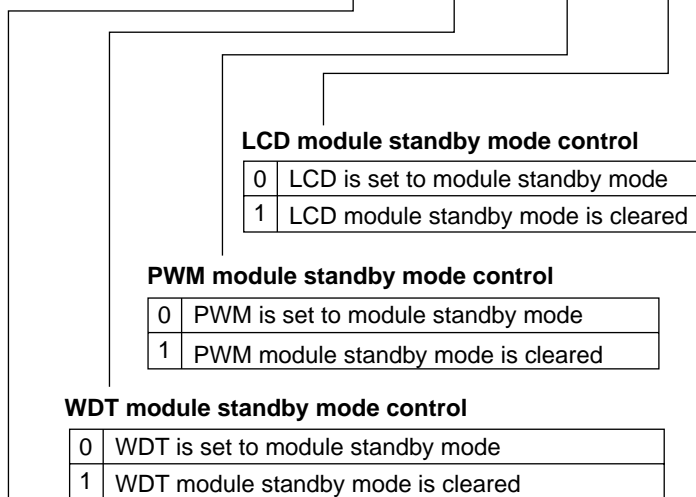 LCD module standby mode control
0 LCD is set to module standby mode
1 LCD module standby mode is cleared
PWM module standby mode control
0 PWM is set to module standby mode
1 PWM module standby mode is cleared
WDT module standby mode control
0 WDT is set to module standby mode
1 WDT module standby mode is cleared